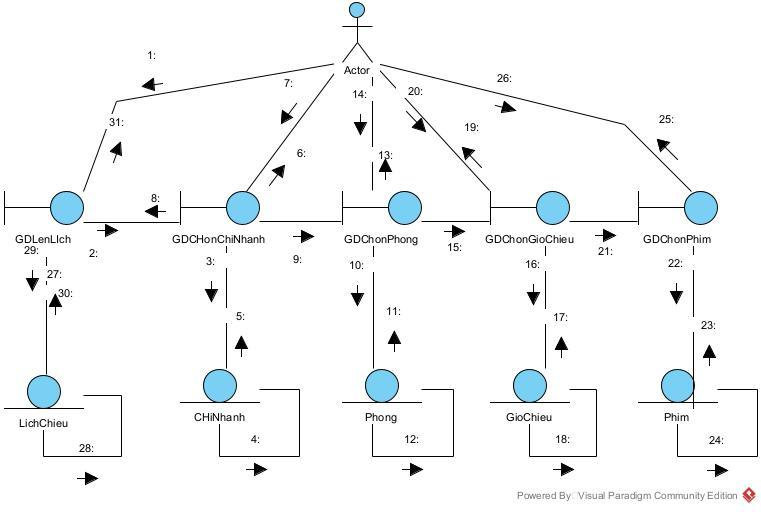 Actor
1:
7:
14:
20:
26:
31:
6:
13:
19:
25:
8:
GDLenLIch
GDCHonChiNhanh
GDChonPhong
GDChonGioChieu
GDChonPhim
2:
9:
15:
21:
29:
27:
30:
3:
5:
10:
11:
16:
17:
22:
23:
LichChieu
CHiNhanh
Phong
GioChieu
Phim
28:
4:
12:
18:
24:
Powered By: Visual Paradigm Community Edition